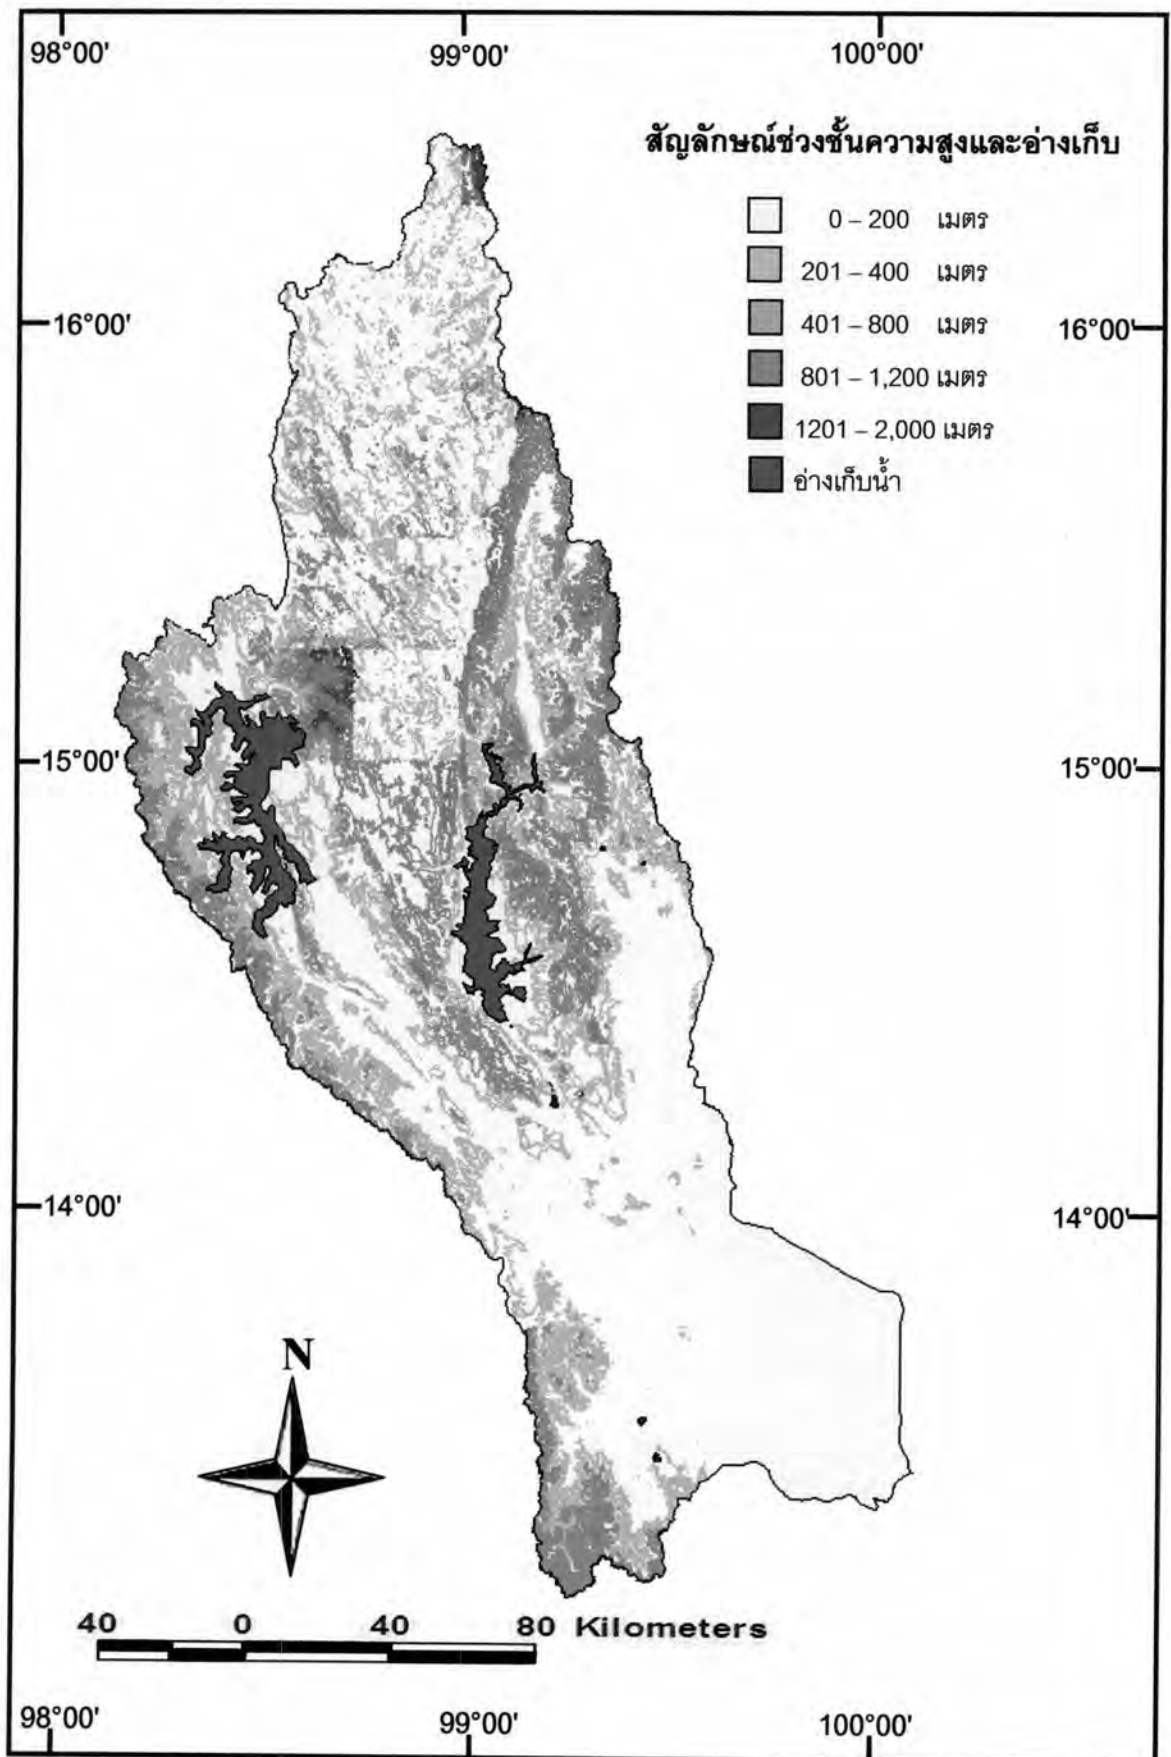 98°00' 99°00' 100°00'
สัญลักษณ์ช่วงชั้นความสูงและอ่างเก็บ
0 – 200 เมตร
201 – 400 เมตร
401 – 800 เมตร
801 – 1,200 เมตร
1201 – 2,000 เมตร
อ่างเก็บน้ำ
16°00' 16°00'
15°00' 15°00'
14°00' 14°00'
N
40 0 40 80 Kilometers
98°00' 99°00' 100°00'